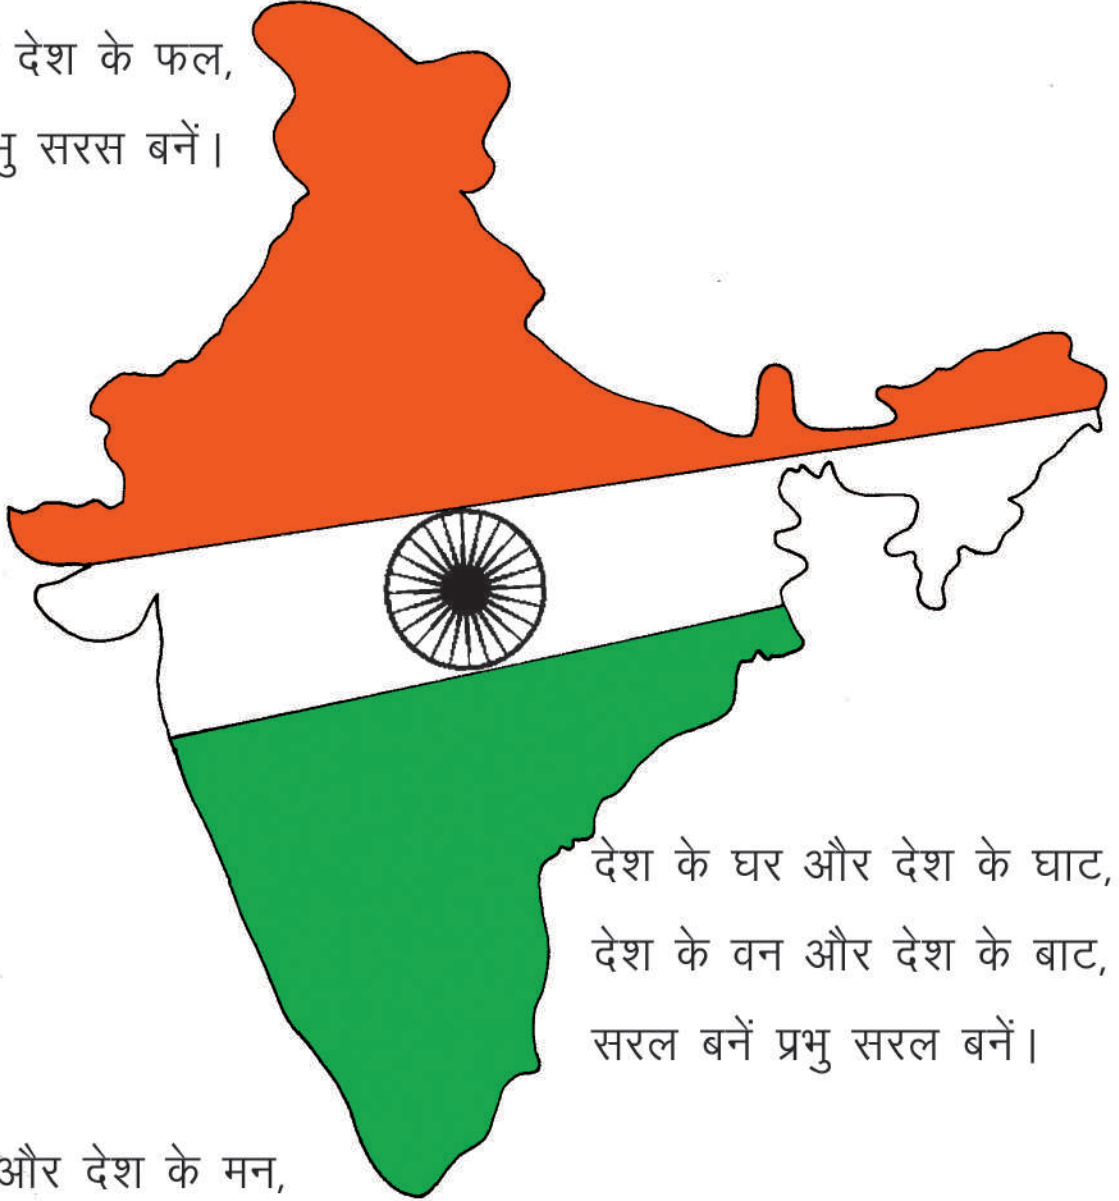 देश के फल,
सरस बनें।
देश के घर और देश के घाट,
देश के वन और देश के बाट,
सरल बनें प्रभु सरल बनें।
और देश के मन,